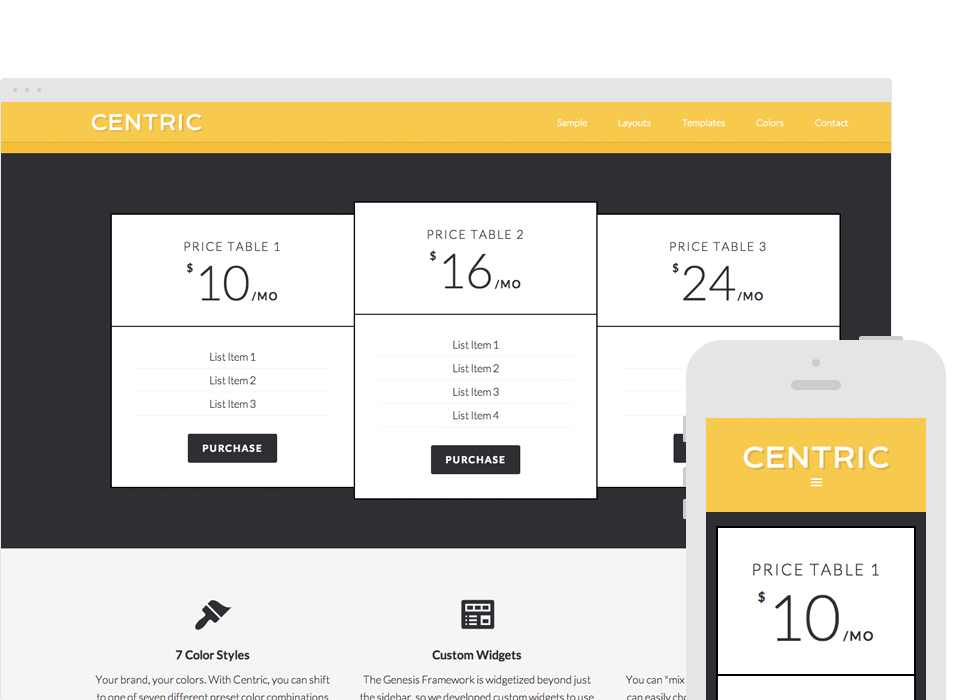 CENTRIC
Sample Layouts Templates Colors Contact
PRICE TABLE 1
$10/MO
List Item 1
List Item 2
List Item 3
PURCHASE
PRICE TABLE 2
$16/MO
List Item 1
List Item 2
List Item 3
List Item 4
PURCHASE
PRICE TABLE 3
$24/MO
7 Color Styles
Your brand, your colors. With Centric, you can shift
to one of seven different preset color combinations
Custom Widgets
The Genesis Framework is widgetized beyond just
the sidebar, so we developed custom widgets to use
You can "mix
can easily
CENTRIC
PRICE TABLE 1
$10/MO